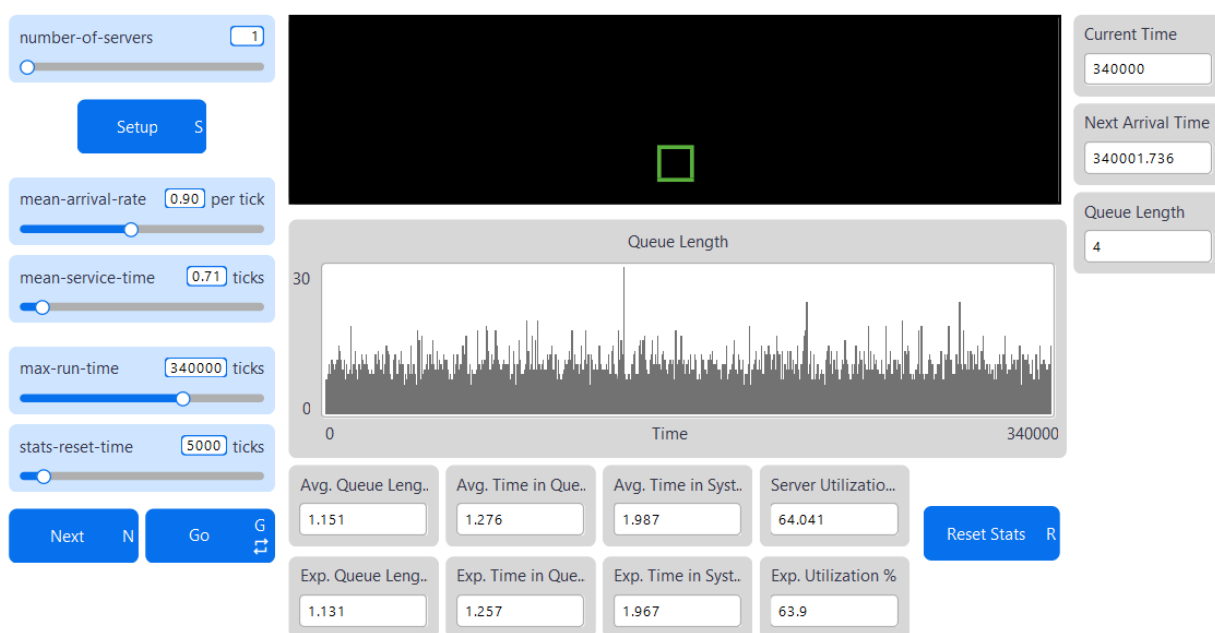 number-of-servers 1
Setup S
mean-arrival-rate 0.90 per tick
mean-service-time 0.71 ticks
max-run-time 340000 ticks
stats-reset-time 5000 ticks
Next N
Go G
Queue Length
30
0
0 Time 340000
Avg. Queue Leng..
1.151
Avg. Time in Que..
1.276
Avg. Time in Syst..
1.987
Server Utilizatio...
64.041
Exp. Queue Leng..
1.131
Exp. Time in Que..
1.257
Exp. Time in Syst..
1.967
Exp. Utilization %
63.9
Reset Stats R
Current Time
340000
Next Arrival Time
340001.736
Queue Length
4